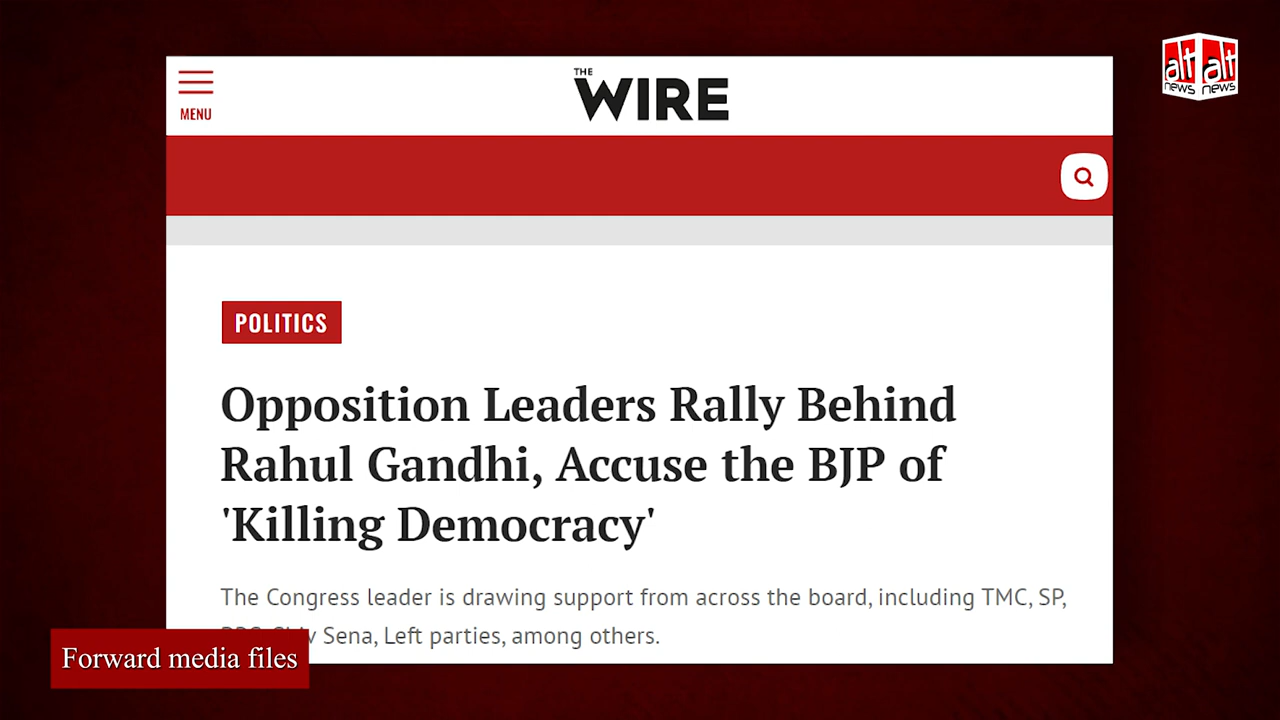 THE
WIRE
alt alt
news news
MENU
POLITICS
Opposition Leaders Rally Behind
Rahul Gandhi, Accuse the BJP of
'Killing Democracy'
The Congress leader is drawing support from across the board, including TMC, SP,
Sena, Left parties, among others.
Forward media files